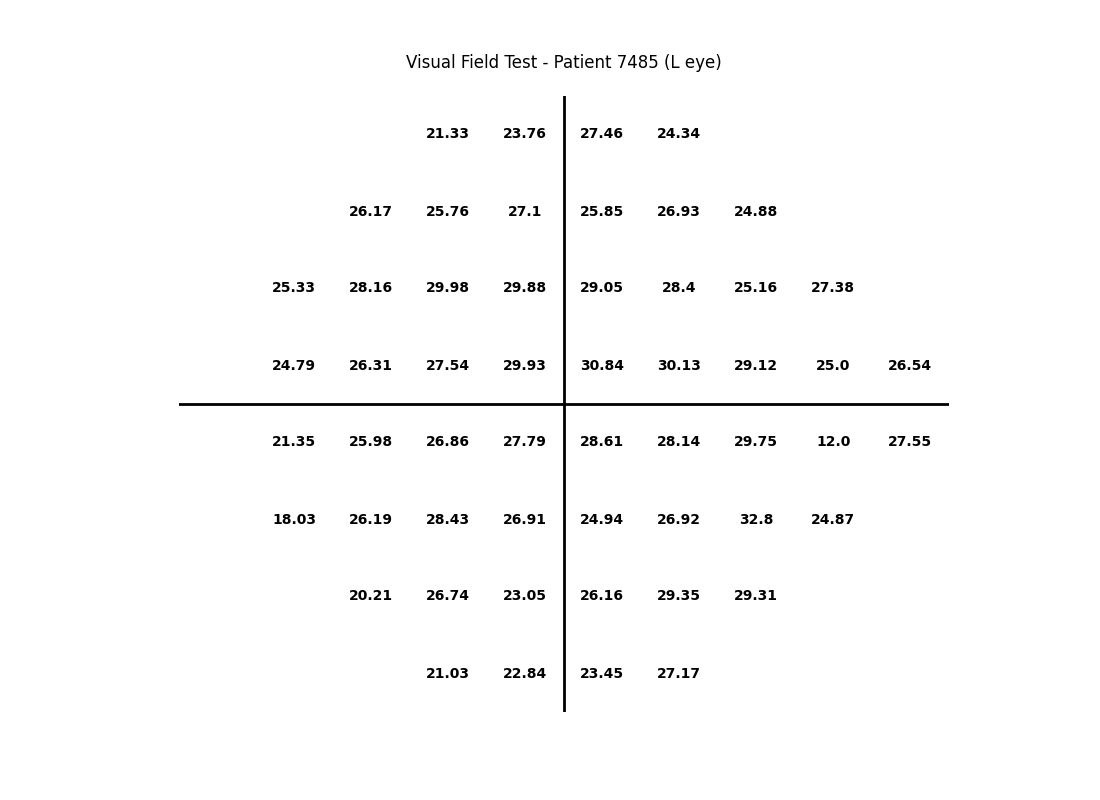 Visual Field Test - Patient 7485 (L eye)
21.33 23.76 27.46 24.34
26.17 25.76 27.1 25.85 26.93 24.88
25.33 28.16 29.98 29.88 29.05 28.4 25.16 27.38
24.79 26.31 27.54 29.93 30.84 30.13 29.12 25.0 26.54
21.35 25.98 26.86 27.79 28.61 28.14 29.75 12.0 27.55
18.03 26.19 28.43 26.91 24.94 26.92 32.8 24.87
20.21 26.74 23.05 26.16 29.35 29.31
21.03 22.84 23.45 27.17